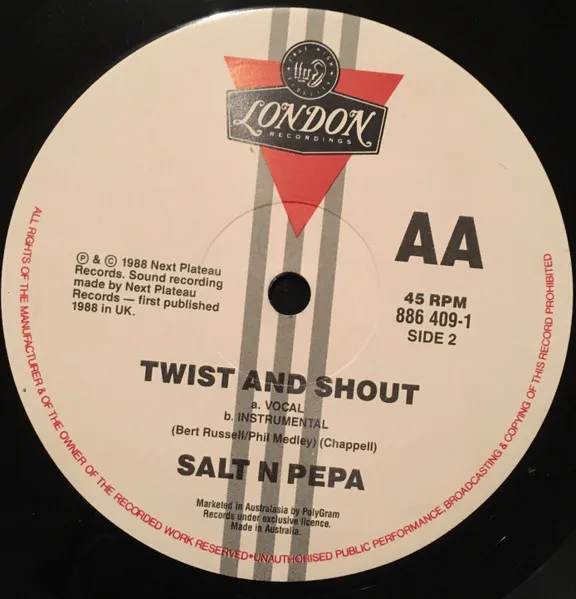 LONDON
RECORDINGS
AA
℗ & © 1988 Next Plateau
Records. Sound recording
made by Next Plateau
Records — first published
1988 in UK.
45 RPM
886 409-1
SIDE 2
TWIST AND SHOUT
a. VOCAL
b. INSTRUMENTAL
(Bert Russell/Phil Medley) (Chappell)
SALT N PEPA
Marketed in Australasia by PolyGram
Records under exclusive licence.
Made in Australia.
ALL RIGHTS OF THE MANUFACTURER & OF THE OWNER OF THE RECORDED WORK RESERVED•UNAUTHORISED PUBLIC PERFORMANCE, BROADCASTING & COPYING OF THIS RECORD PROHIBITED